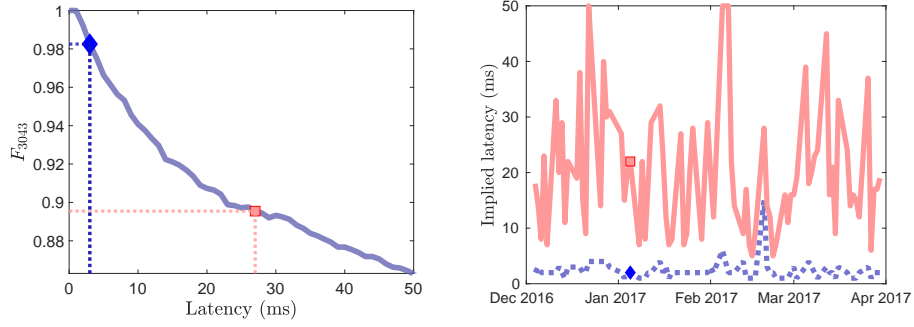 1
0.98
0.96
0.94
0.92
0.9
0.88
F3043
0 10 20 30 40 50
Latency (ms)
50
40
30
20
10
0
Implied latency (ms)
Dec 2016 Jan 2017 Feb 2017 Mar 2017 Apr 2017